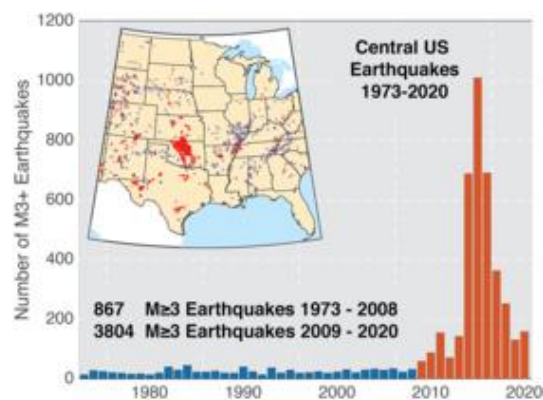 1200
1000
800
600
400
200
0
Number of M3+ Earthquakes
Central US
Earthquakes
1973-2020
867 M≥3 Earthquakes 1973 - 2008
3804 M≥3 Earthquakes 2009 - 2020
1980
1990
2000
2010
2020